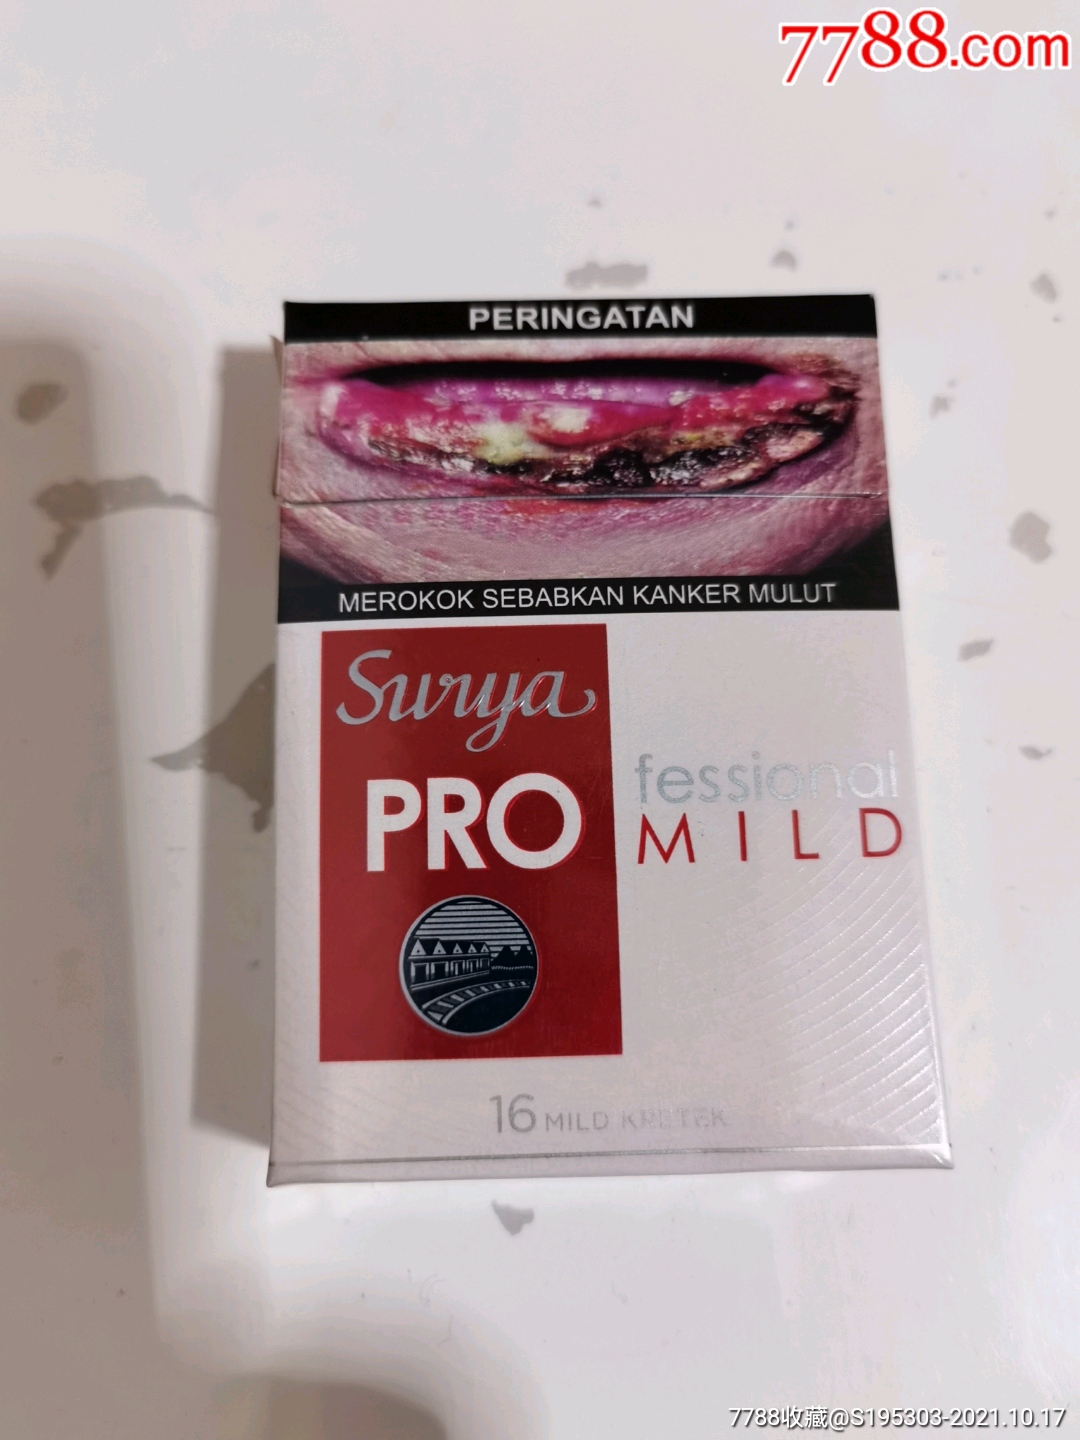 7788.com
PERINGATAN
MEROKOK SEBABKAN KANKER MULUT
Surya
PRO
fessional
MILD
16 MILD KRETEK
7788收藏@S195303-2021.10.17